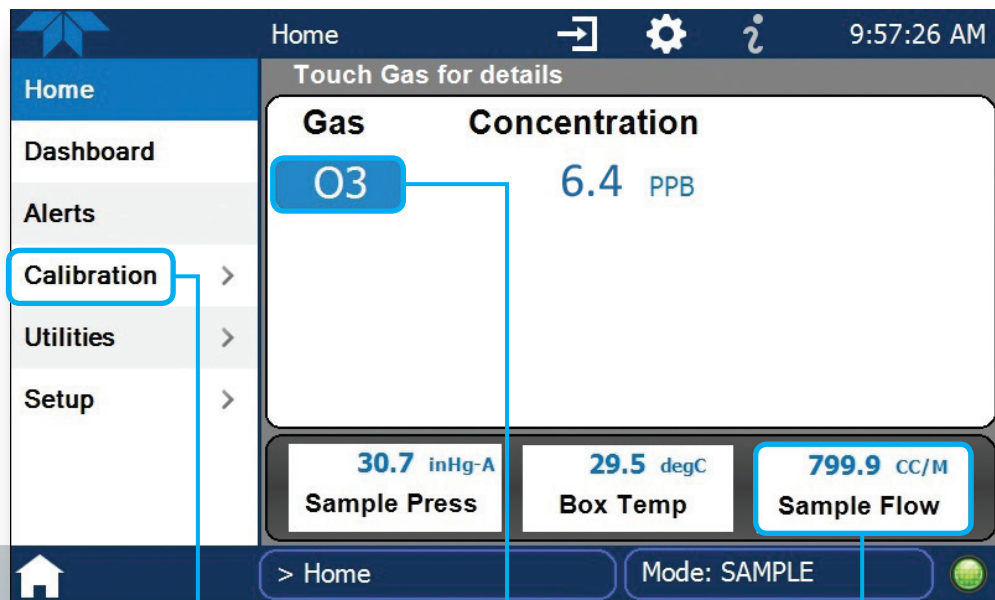 Home
9:57:26 AM
Home
Dashboard
Alerts
Calibration
Utilities
Setup
Touch Gas for details
Gas Concentration
O3 6.4 PPB
30.7 inHg-A
Sample Press
29.5 degC
Box Temp
799.9 CC/M
Sample Flow
> Home
Mode: SAMPLE